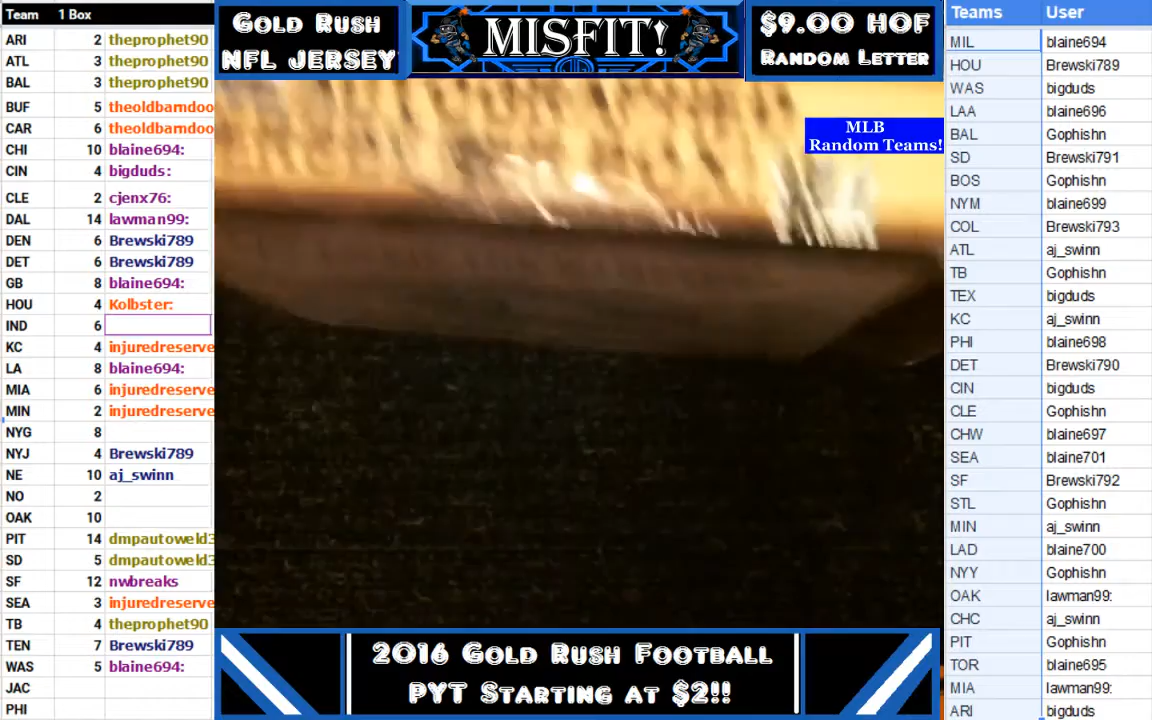 Team 1 Box
ARI 2 theprophet90
ATL 3 theprophet90
BAL 3 theprophet90
BUF 5 theoldbarndoo
CAR 6 theoldbarndoo
CHI 10 blaine694:
CIN 4 bigduds:
CLE 2 cjenx76:
DAL 14 lawman99:
DEN 6 Brewski789
DET 6 Brewski789
GB 8 blaine694:
HOU 4 Kolbster:
IND 6
KC 4 injuredreserve
LA 8 blaine694:
MIA 6 injuredreserve
MIN 2 injuredreserve
NYG 8
NYJ 4 Brewski789
NE 10 aj_swinn
NO 2
OAK 10
PIT 14 dmpautoweld3
SD 5 dmpautoweld3
SF 12 nwbreaks
SEA 3 injuredreserve
TB 4 theprophet90
TEN 7 Brewski789
WAS 5 blaine694:
JAC
PHI
Gold Rush
NFL Jersey
MISFIT!
$9.00 HOF
Random Letter
MLB
Random Teams!
2016 Gold Rush Football
PYT Starting at $2!!
Teams User
MIL blaine694
HOU Brewski789
WAS bigduds
LAA blaine696
BAL Gophishn
SD Brewski791
BOS Gophishn
NYM blaine699
COL Brewski793
ATL aj_swinn
TB Gophishn
TEX bigduds
KC aj_swinn
PHI blaine698
DET Brewski790
CIN bigduds
CLE Gophishn
CHW blaine697
SEA blaine701
SF Brewski792
STL Gophishn
MIN aj_swinn
LAD blaine700
NYY Gophishn
OAK lawman99:
CHC aj_swinn
PIT Gophishn
TOR blaine695
MIA lawman99:
ARI bigduds